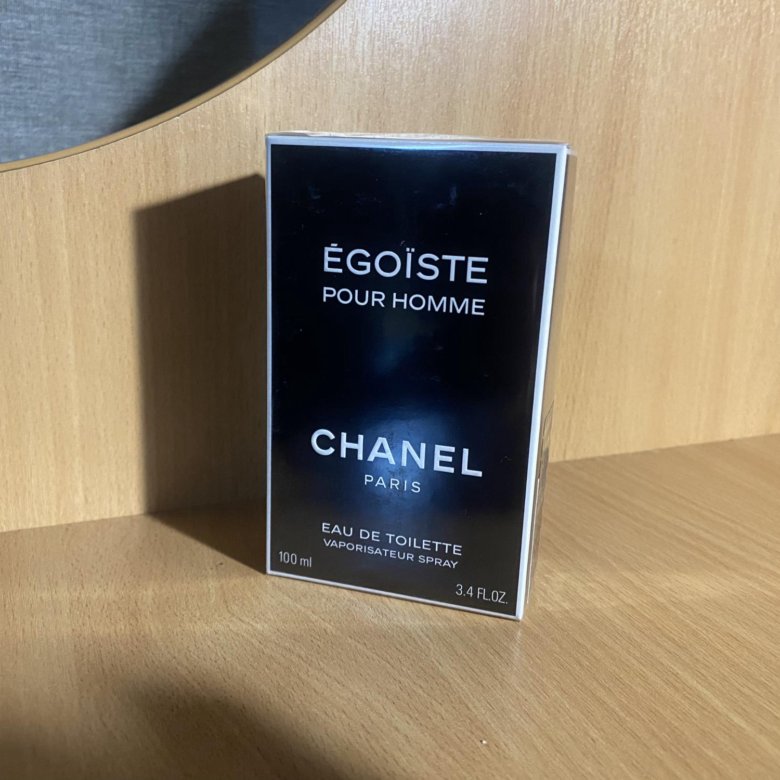 ÉGOÏSTE
POUR HOMME
CHANEL
PARIS
EAU DE TOILETTE
VAPORISATEUR SPRAY
100 ml
3.4 FL.OZ.